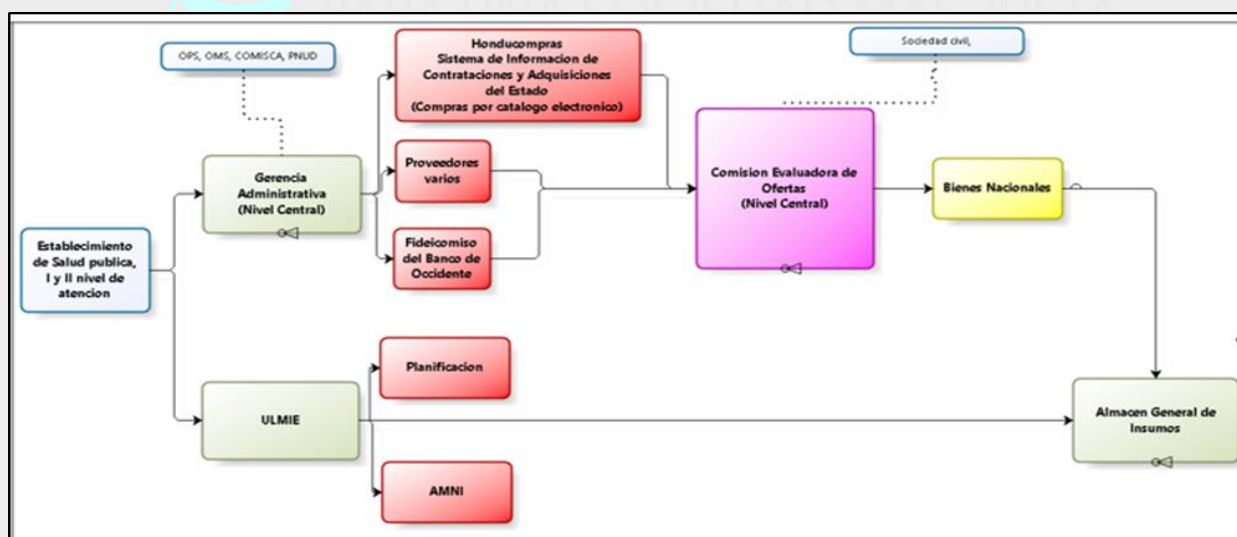 OPS, OMS, COMISCA, PNUD
Honducompras
Sistema de Informacion de
Contrataciones y Adquisiciones
del Estado
(Compras por catalogo electronico)
Sociedad civil,
Gerencia
Administrativa
(Nivel Central)
Proveedores
varios
Comision Evaluadora de
Ofertas
(Nivel Central)
Bienes Nacionales
Establecimiento
de Salud publica,
I y II nivel de
atencion
Fideicomiso
del Banco de
Occidente
Planificacion
ULMIE
Almacen General de
Insumos
AMNI